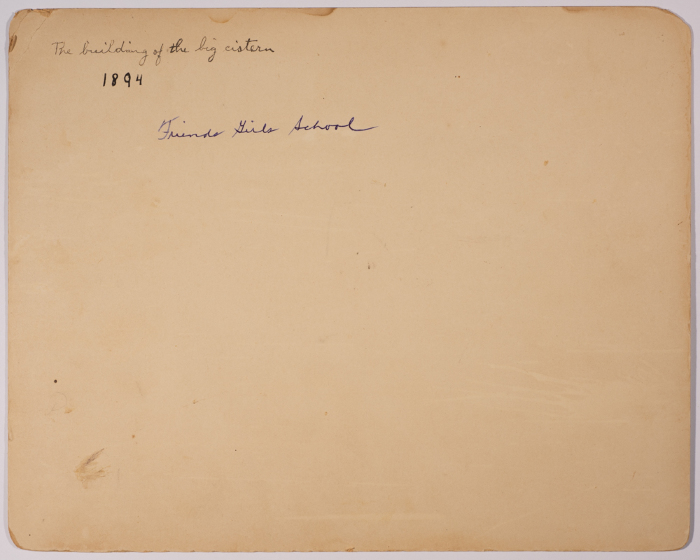 The building of the big cistern
1894
Friends Girls School